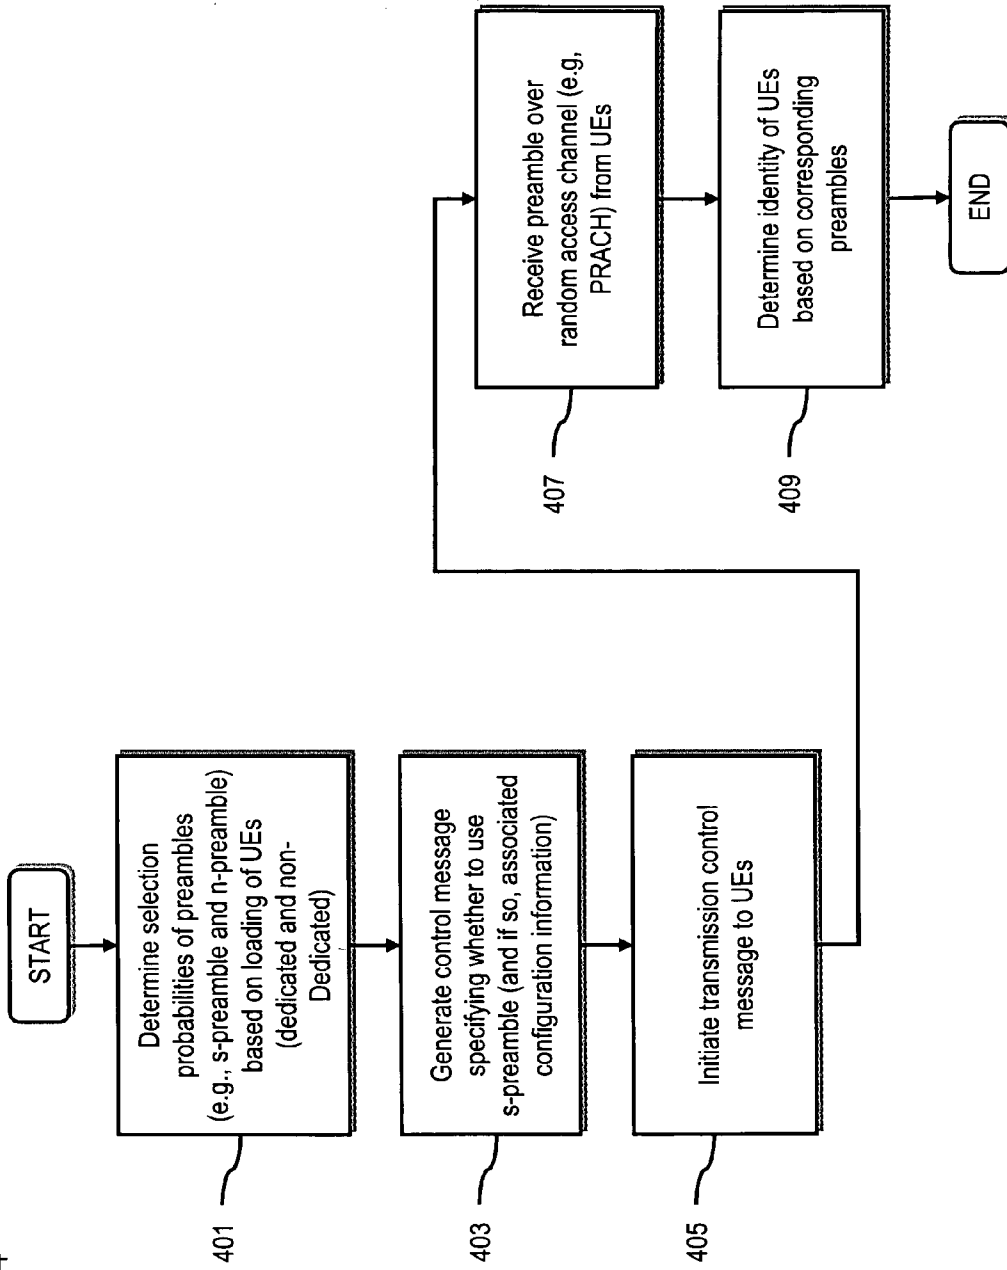 START
Determine selection
probabilities of preambles
(e.g., s-preamble and n-preamble)
based on loading of UEs
(dedicated and non-
Dedicated)
401
Generate control message
specifying whether to use
s-preamble (and if so, associated
configuration information)
403
Initiate transmission control
message to UEs
405
Receive preamble over
random access channel (e.g,
PRACH) from UEs
407
Determine identity of UEs
based on corresponding
preambles
409
END